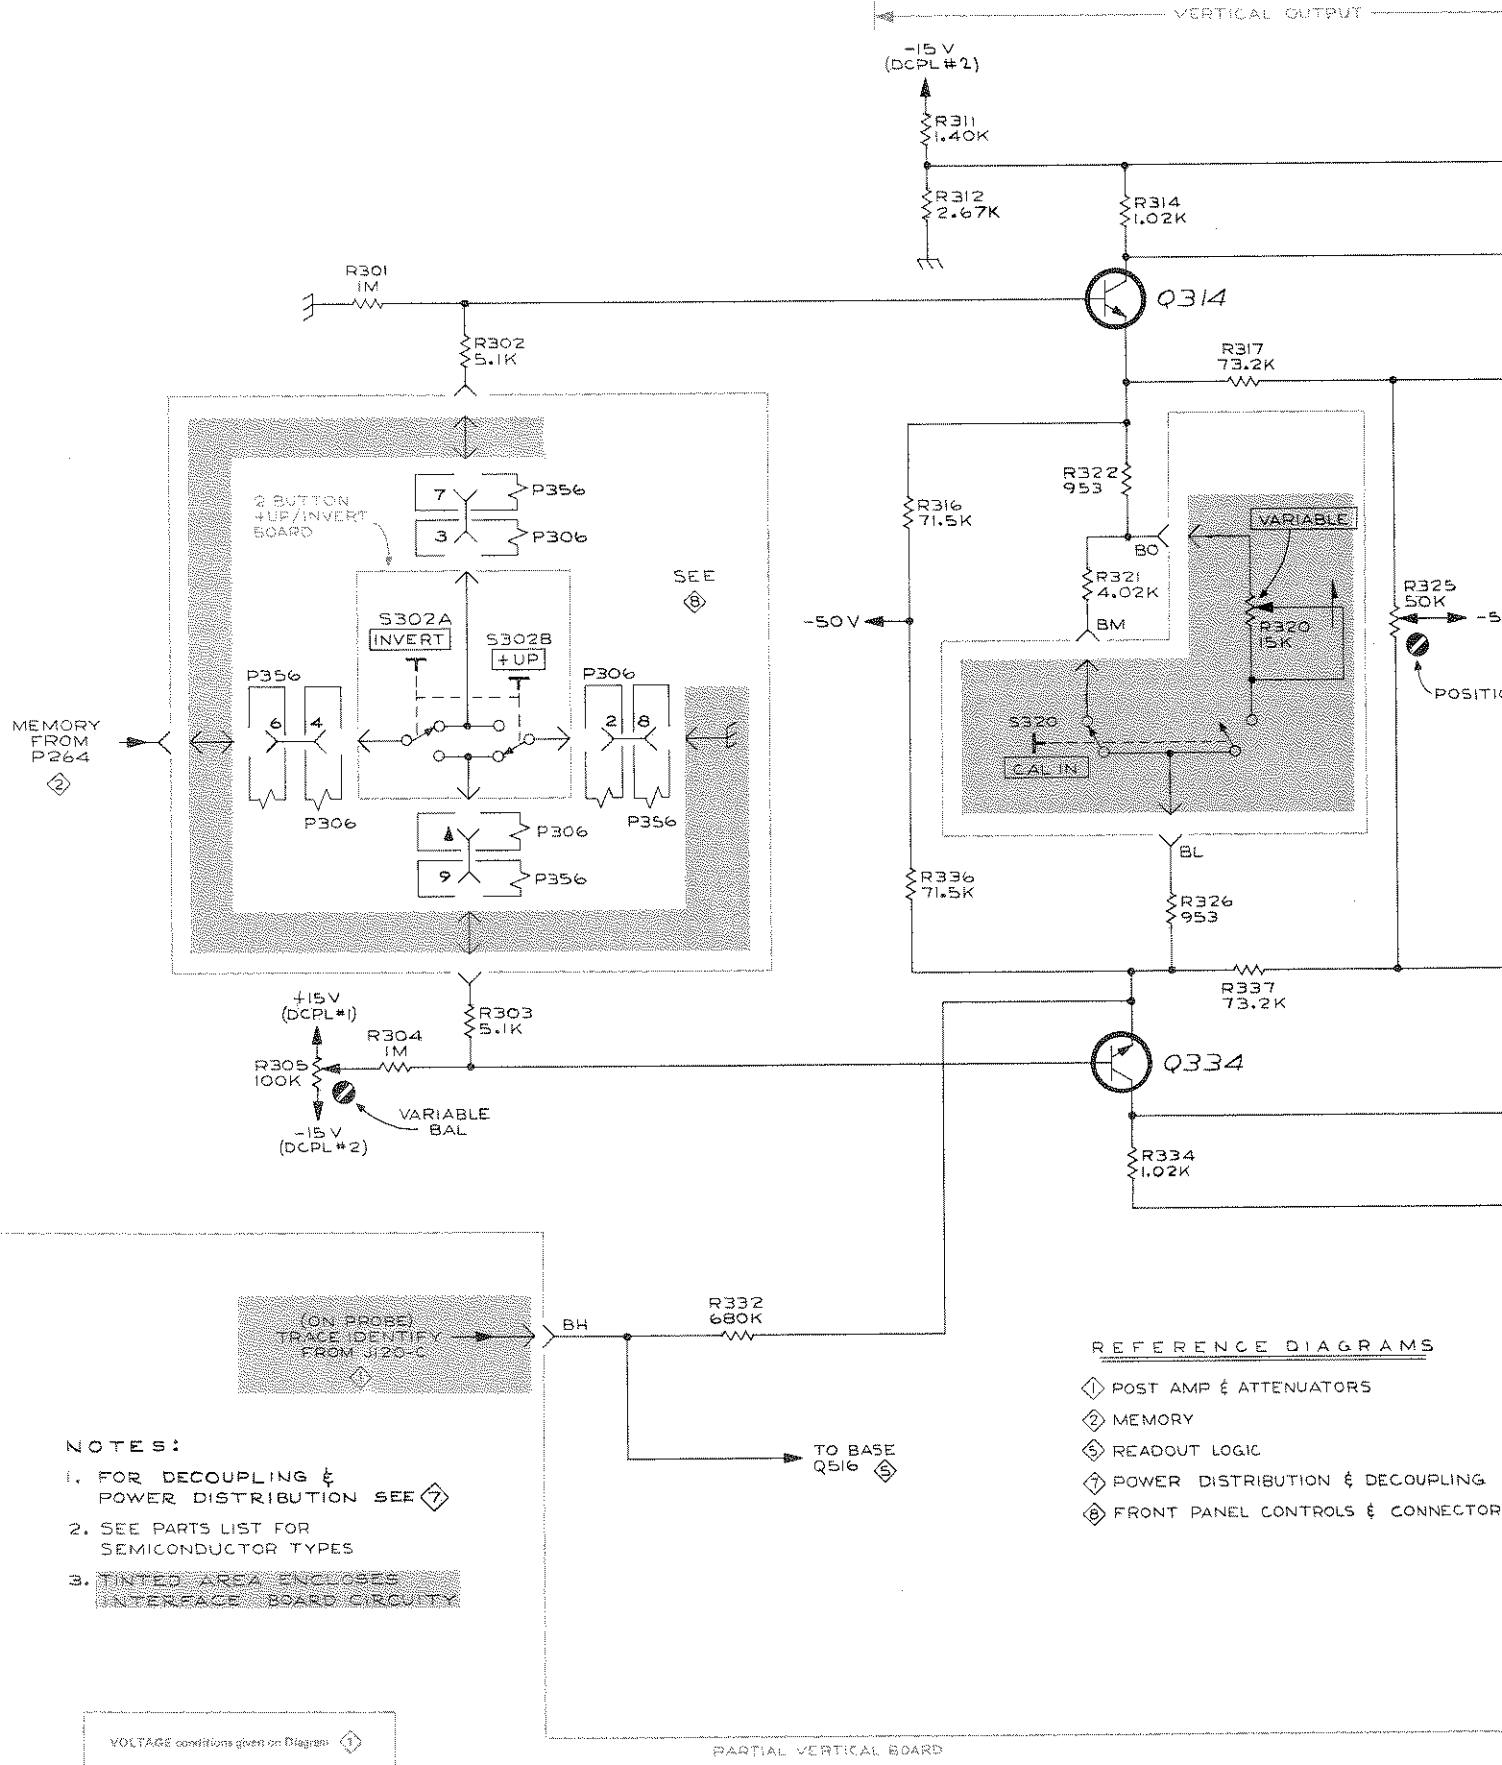 VERTICAL OUTPUT
-15 V
(DCPL #2)
R311
1.40K
R312
2.67K
R314
1.02K
R301
1M
Q314
R302
5.1K
R317
73.2K
2 BUTTON
+UP/INVERT
BOARD
7
P356
3
P306
SEE
8
R322
953
R316
71.5K
VARIABLE
BO
R321
4.02K
BM
R320
15K
R325
50K
-50V
-5
S302A
INVERT
S302B
+UP
P356
6
4
P306
P306
2
8
P356
MEMORY
FROM
P264
2
S320
CAL IN
P306
9
P356
BL
R336
71.5K
R326
953
R337
73.2K
+15V
(DCPL#1)
R304
1M
R303
5.1K
R305
100K
-15 V
(DCPL#2)
VARIABLE
BAL
Q334
R334
1.02K
(ON PROBE)
TRACE IDENTIFY
FROM J120-C
1
BH
R332
680K
TO BASE
Q516 5
REFERENCE DIAGRAMS
1 POST AMP & ATTENUATORS
2 MEMORY
5 READOUT LOGIC
7 POWER DISTRIBUTION & DECOUPLING
8 FRONT PANEL CONTROLS & CONNECTOR
NOTES:
1. FOR DECOUPLING &
POWER DISTRIBUTION SEE 7
2. SEE PARTS LIST FOR
SEMICONDUCTOR TYPES
3. TINTED AREA ENCLOSES
INTERFACE BOARD CIRCUITY
VOLTAGE conditions given on Diagram 1
PARTIAL VERTICAL BOARD